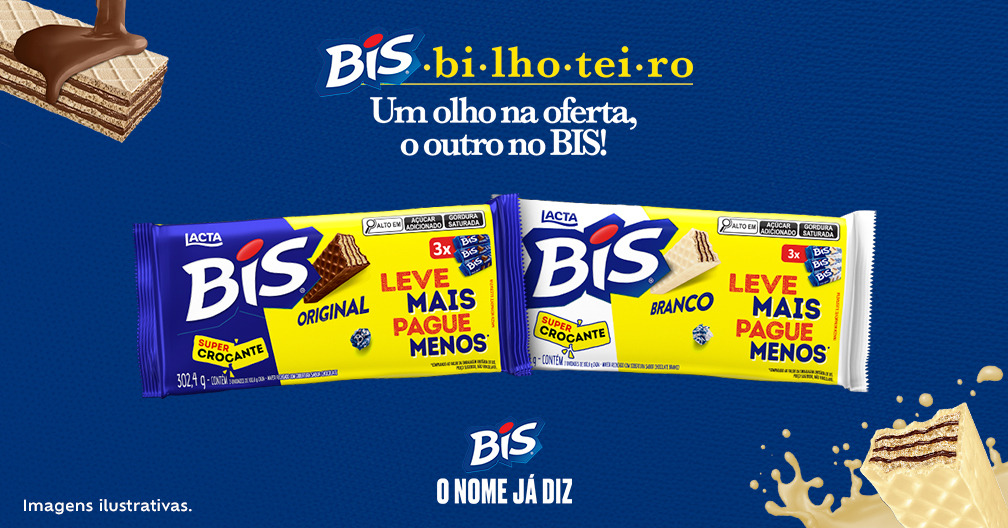 BIS.·bi·lho·tei·ro
Um olho na oferta,
o outro no BIS!
LACTA
BIS
ORIGINAL
SUPER
CROCANTE
302,4 g - CONTÉM
ALTO EM
AÇÚCAR
ADICIONADO
GORDURA
SATURADA
3x
LEVE
MAIS
PAGUE
MENOS*
LACTA
BIS
BRANCO
SUPER
CROCANTE
g - CONTÉM
ALTO EM
AÇÚCAR
ADICIONADO
GORDURA
SATURADA
3x
LEVE
MAIS
PAGUE
MENOS*
BIS
O NOME JÁ DIZ
Imagens ilustrativas.